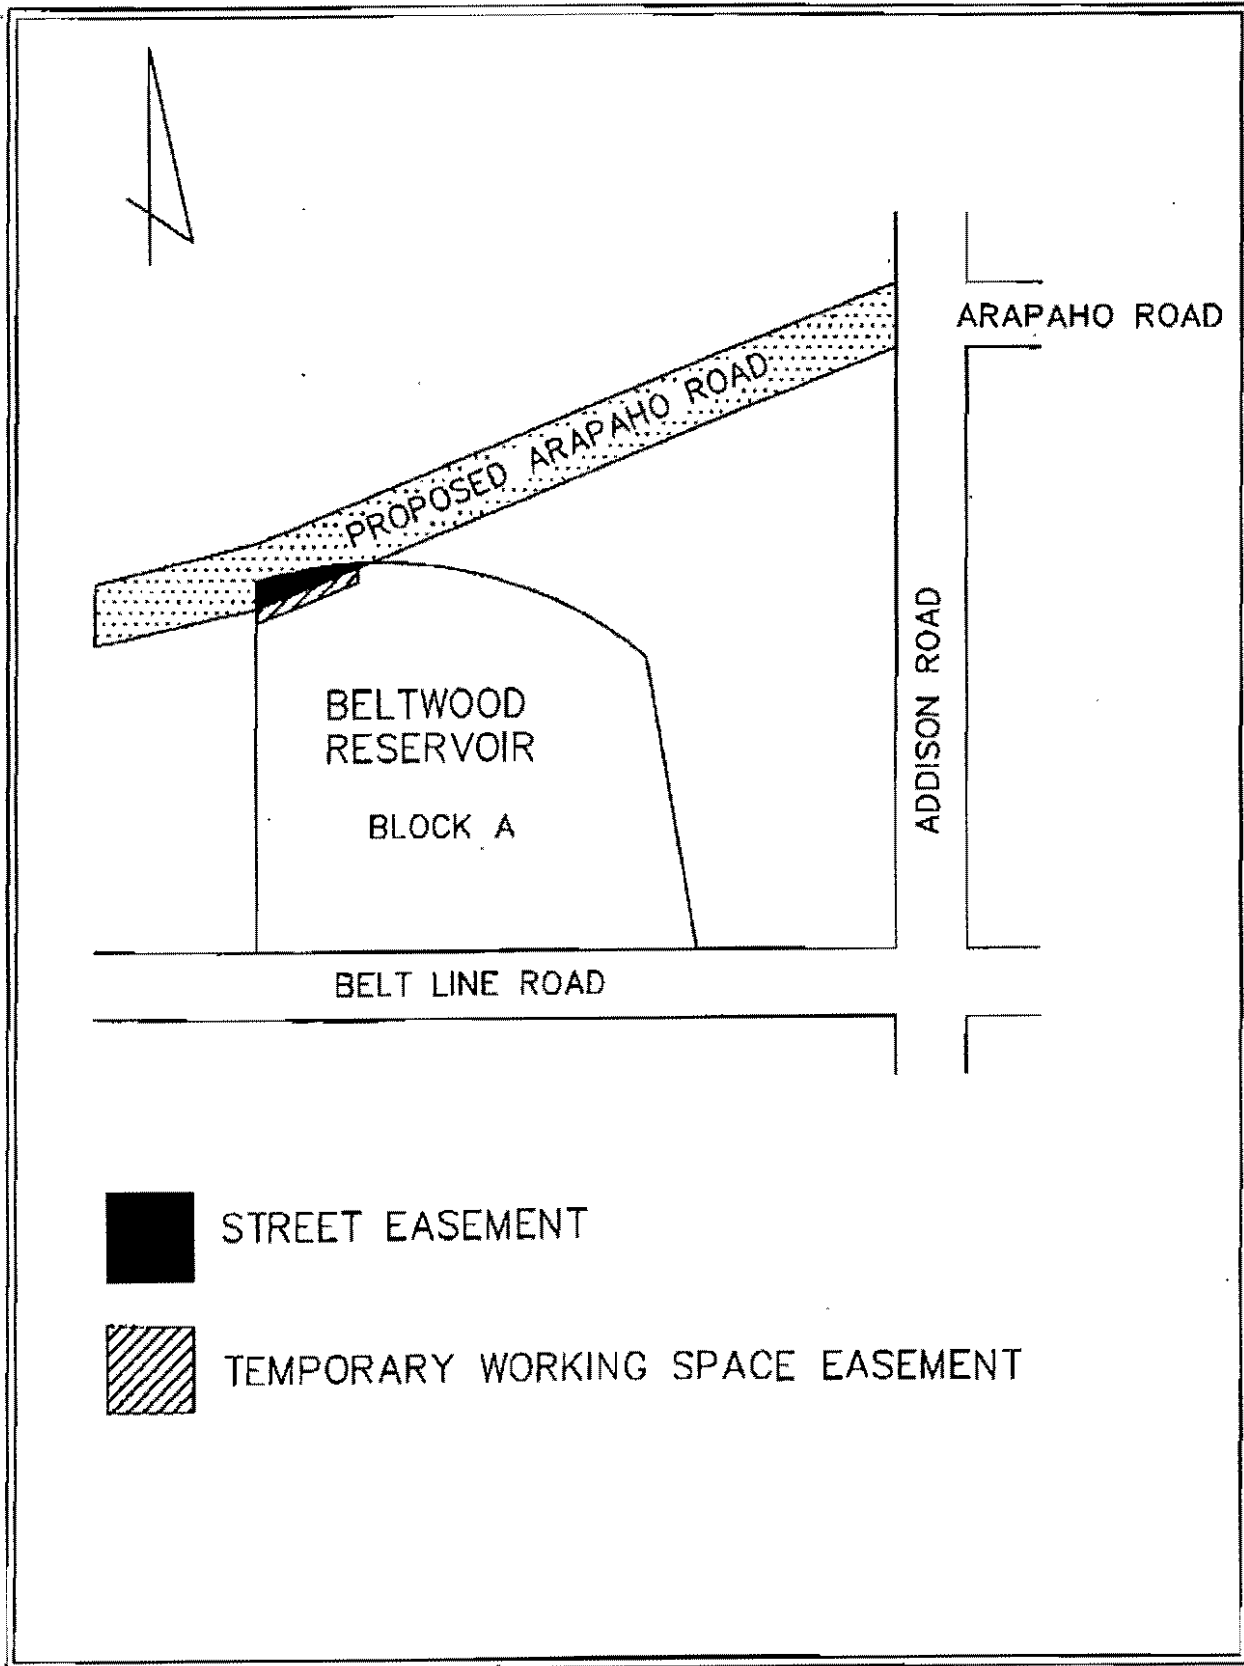 ARAPAHO ROAD
PROPOSED ARAPAHO ROAD
BELTWOOD
RESERVOIR
BLOCK A
ADDISON ROAD
BELT LINE ROAD
STREET EASEMENT
TEMPORARY WORKING SPACE EASEMENT